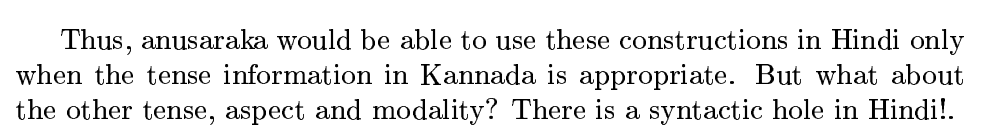 Thus, anusaraka would be able to use these constructions in Hindi only
when the tense information in Kannada is appropriate. But what about
the other tense, aspect and modality? There is a syntactic hole in Hindi!.